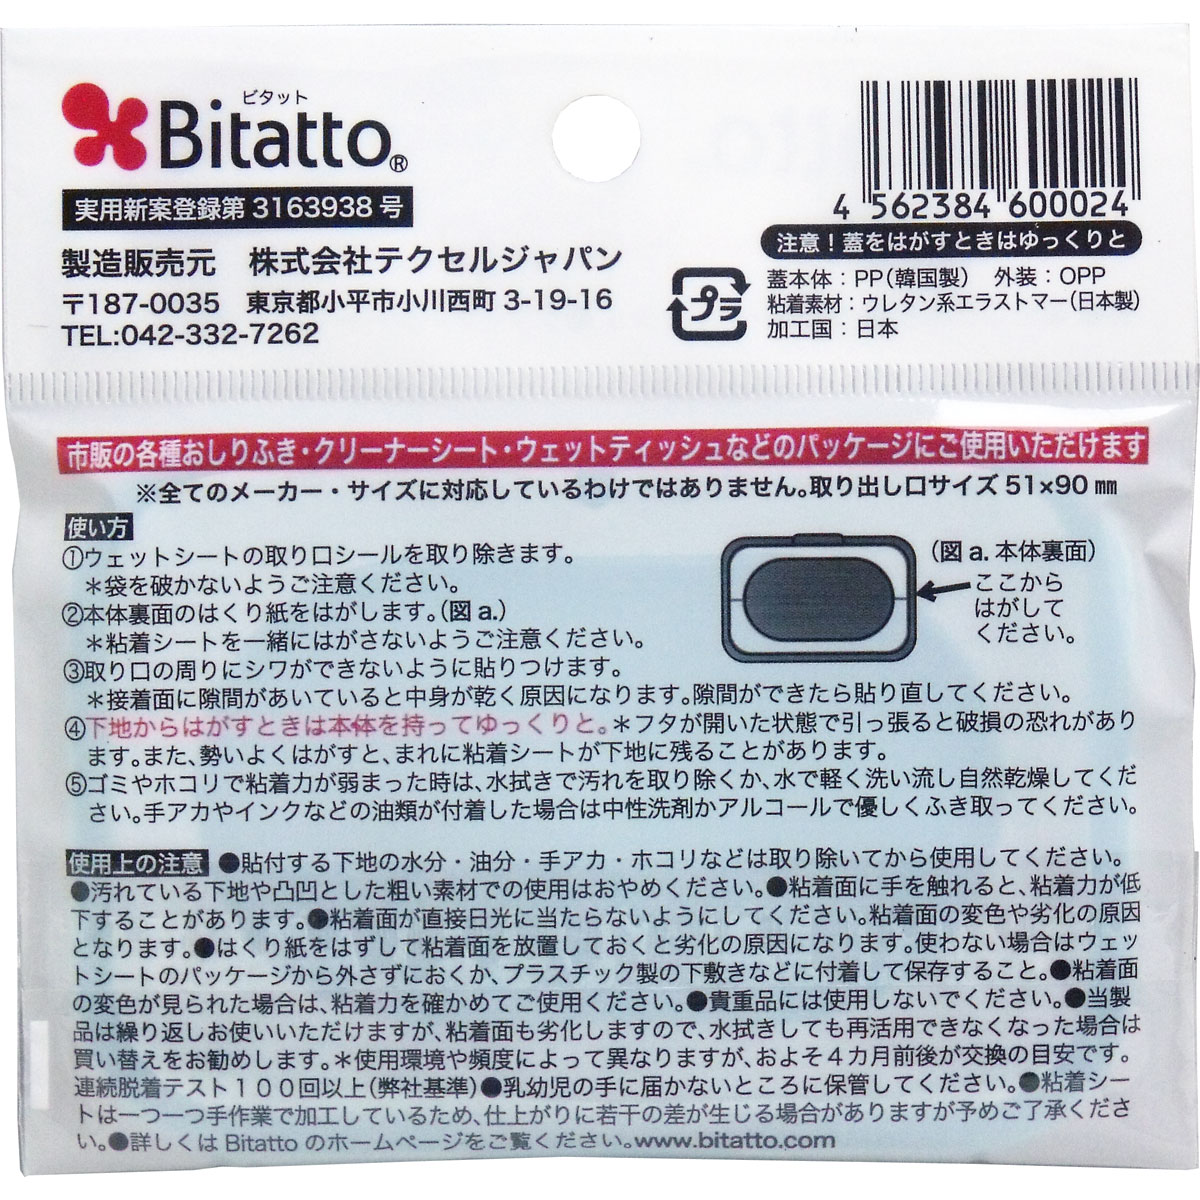 ビタット
Bitatto®
実用新案登録第 3163938 号
製造販売元　株式会社テクセルジャパン
〒187-0035　東京都小平市小川西町 3-19-16
TEL:042-332-7262
4 562384 600024
注意！蓋をはがすときはゆっくりと
プラ
蓋本体：PP（韓国製）　外装：OPP
粘着素材：ウレタン系エラストマー（日本製）
加工国：日本
市販の各種おしりふき・クリーナーシート・ウェットティッシュなどのパッケージにご使用いただけます
※全てのメーカー・サイズに対応しているわけではありません。取り出し口サイズ 51×90 ㎜
使い方
①ウェットシートの取り口シールを取り除きます。
＊袋を破かないようご注意ください。
②本体裏面のはくり紙をはがします。（図 a.）
＊粘着シートを一緒にはがさないようご注意ください。
③取り口の周りにシワができないように貼りつけます。
＊接着面に隙間があいていると中身が乾く原因になります。隙間ができたら貼り直してください。
④下地からはがすときは本体を持ってゆっくりと。＊フタが開いた状態で引っ張ると破損の恐れがあり
ます。また、勢いよくはがすと、まれに粘着シートが下地に残ることがあります。
⑤ゴミやホコリで粘着力が弱まった時は、水拭きで汚れを取り除くか、水で軽く洗い流し自然乾燥してくだ
さい。手アカやインクなどの油類が付着した場合は中性洗剤かアルコールで優しくふき取ってください。
（図 a. 本体裏面）
ここから
はがして
ください。
使用上の注意 ●貼付する下地の水分・油分・手アカ・ホコリなどは取り除いてから使用してください。
●汚れている下地や凸凹とした粗い素材での使用はおやめください。●粘着面に手を触れると、粘着力が低
下することがあります。●粘着面が直接日光に当たらないようにしてください。粘着面の変色や劣化の原因
となります。●はくり紙をはずして粘着面を放置しておくと劣化の原因になります。使わない場合はウェッ
トシートのパッケージから外さずにおくか、プラスチック製の下敷きなどに付着して保存すること。●粘着面
の変色が見られた場合は、粘着力を確かめてご使用ください。●貴重品には使用しないでください。●当製
品は繰り返しお使いいただけますが、粘着面も劣化しますので、水拭きしても再活用できなくなった場合は
買い替えをお勧めします。＊使用環境や頻度によって異なりますが、およそ４カ月前後が交換の目安です。
連続脱着テスト１００回以上（弊社基準）●乳幼児の手に届かないところに保管してください。●粘着シー
トは一つ一つ手作業で加工しているため、仕上がりに若干の差が生じる場合がありますが予めご了承くださ
い。●詳しくは Bitatto のホームページをご覧ください。www.bitatto.com